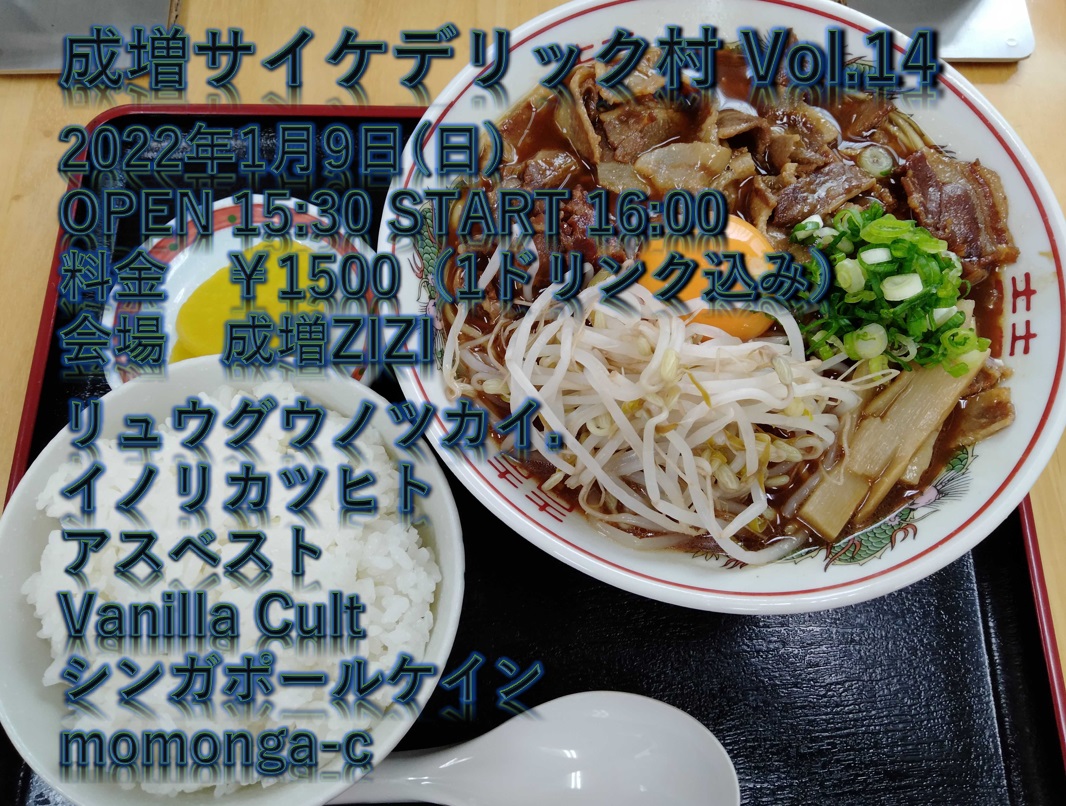 成増サイケデリック村 Vol.14
2022年1月9日(日)
OPEN 15:30 START 16:00
料金 ￥1500（1ドリンク込み）
会場 成増ZIZI
リュウグウノツカイ.
イノリカツヒト
アスベスト
Vanilla Cult
シンガポールケイン
momonga-c